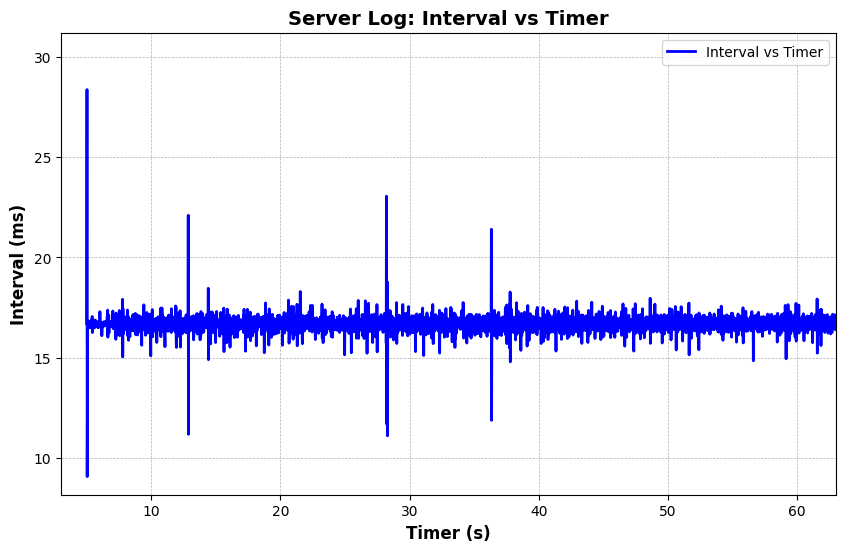 Server Log: Interval vs Timer
Interval vs Timer
30
25
20
15
10
Interval (ms)
10 20 30 40 50 60
Timer (s)